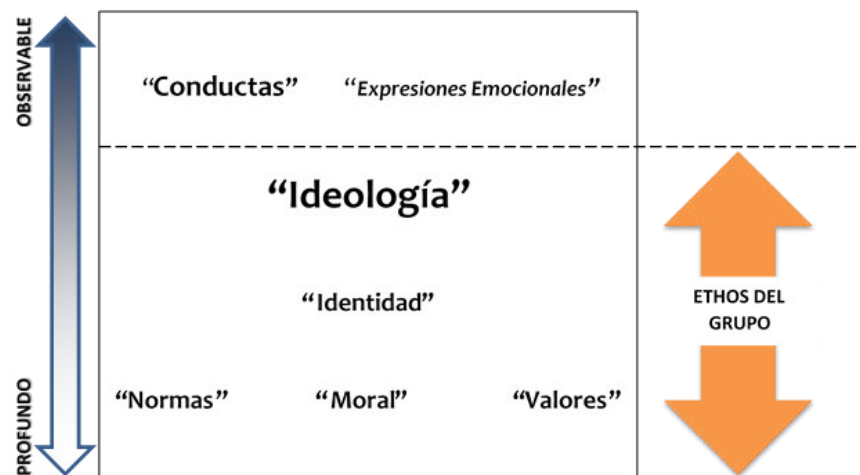 OBSERVABLE
“Conductas”
“Expresiones Emocionales”
“Ideología”
“Identidad”
ETHOS DEL
GRUPO
“Normas”
“Moral”
“Valores”
PROFUNDO